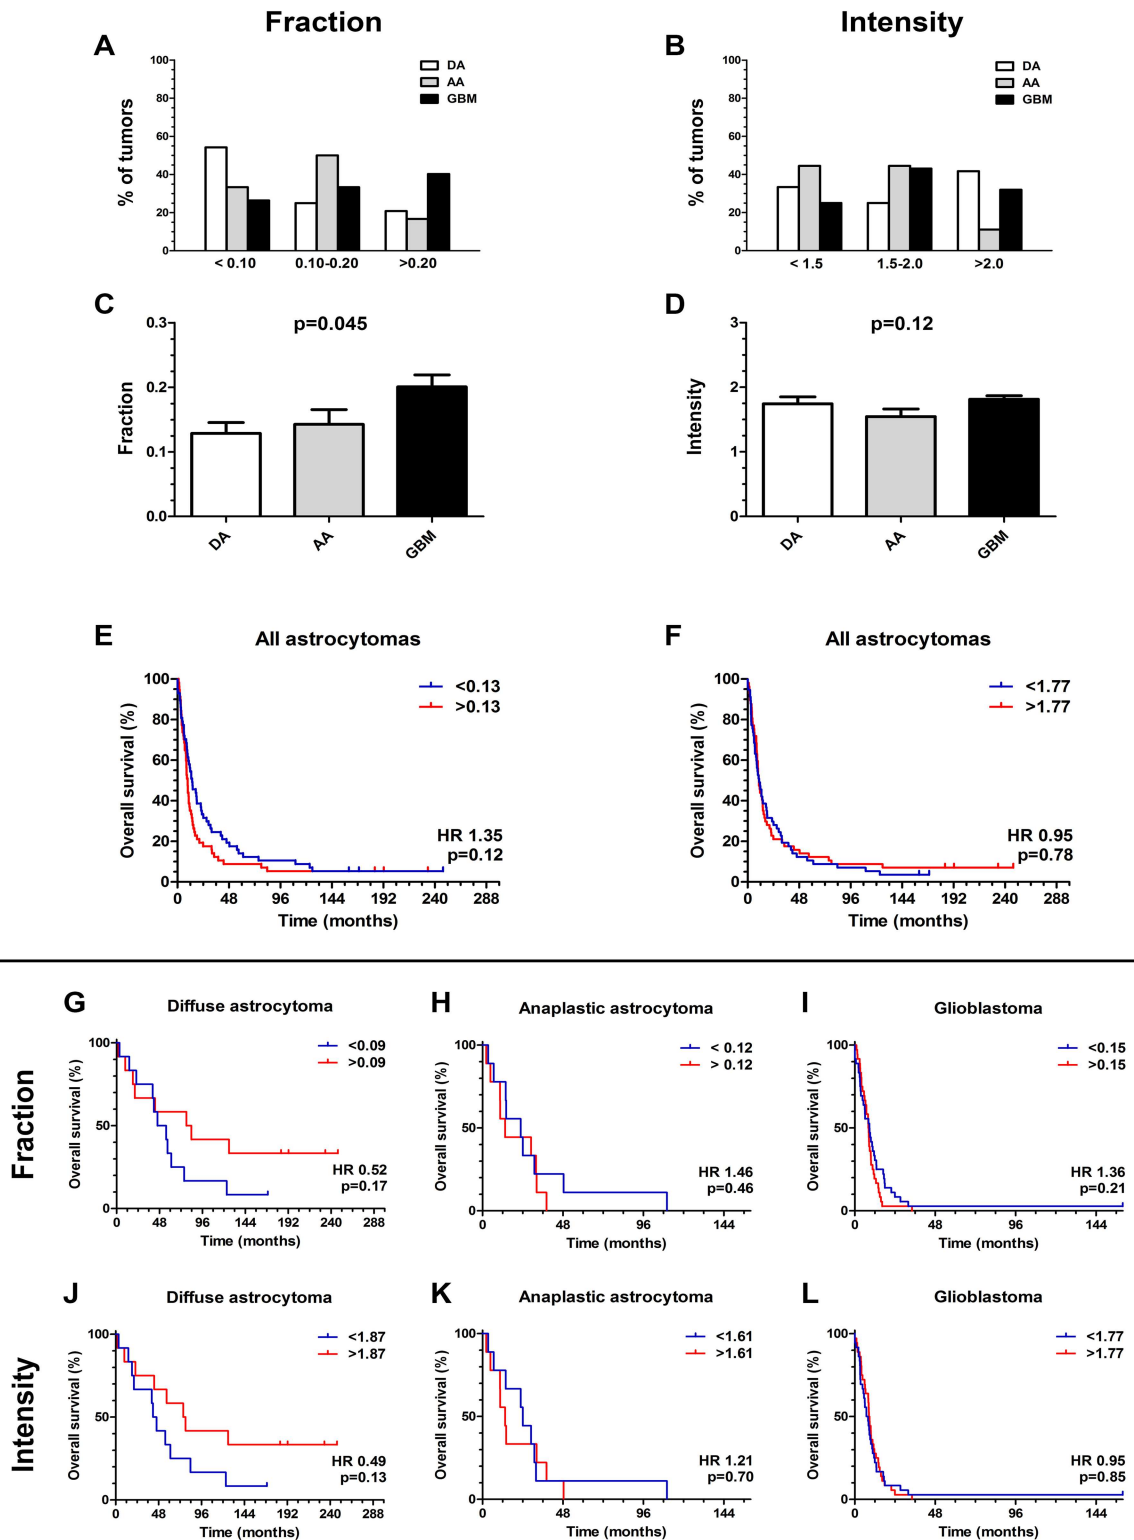 Fraction
Intensity
A
% of tumors
100
80
60
40
20
0
DA
AA
GBM
< 0.10
0.10-0.20
>0.20
B
% of tumors
100
80
60
40
20
0
DA
AA
GBM
< 1.5
1.5-2.0
>2.0
C
p=0.045
Fraction
0.3
0.2
0.1
0.0
DA
AA
GBM
D
p=0.12
Intensity
3
2
1
0
DA
AA
GBM
E
All astrocytomas
Overall survival (%)
100
80
60
40
20
0
<0.13
>0.13
HR 1.35
p=0.12
0 48 96 144 192 240 288
Time (months)
F
All astrocytomas
Overall survival (%)
100
80
60
40
20
0
<1.77
>1.77
HR 0.95
p=0.78
0 48 96 144 192 240 288
Time (months)
Fraction
G
Diffuse astrocytoma
Overall survival (%)
100
50
0
<0.09
>0.09
HR 0.52
p=0.17
0 48 96 144 192 240 288
Time (months)
H
Anaplastic astrocytoma
Overall survival (%)
100
50
0
< 0.12
> 0.12
HR 1.46
p=0.46
0 48 96 144
Time (months)
I
Glioblastoma
Overall survival (%)
100
50
0
<0.15
>0.15
HR 1.36
p=0.21
0 48 96 144
Time (months)
Intensity
J
Diffuse astrocytoma
Overall survival (%)
100
50
0
<1.87
>1.87
HR 0.49
p=0.13
0 48 96 144 192 240 288
Time (months)
K
Anaplastic astrocytoma
Overall survival (%)
100
50
0
<1.61
>1.61
HR 1.21
p=0.70
0 48 96 144
Time (months)
L
Glioblastoma
Overall survival (%)
100
50
0
<1.77
>1.77
HR 0.95
p=0.85
0 48 96 144
Time (months)